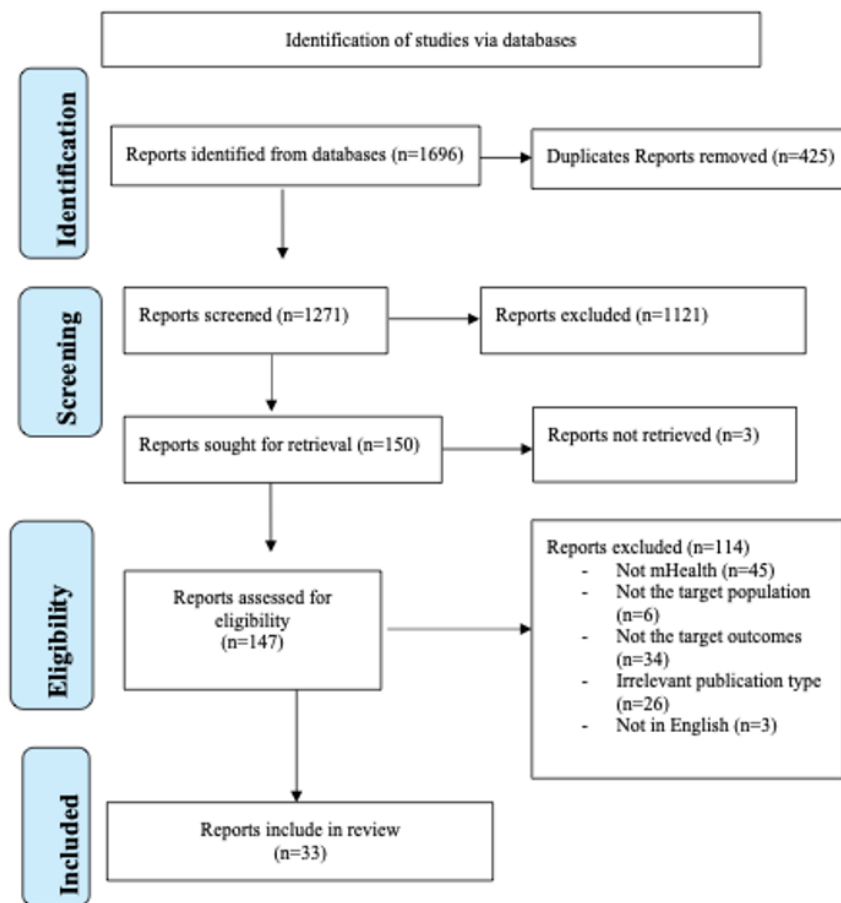 Identification of studies via databases
Identification
Reports identified from databases (n=1696)
Duplicates Reports removed (n=425)
Screening
Reports screened (n=1271)
Reports excluded (n=1121)
Reports sought for retrieval (n=150)
Reports not retrieved (n=3)
Eligibility
Reports assessed for
eligibility
(n=147)
Reports excluded (n=114)
- Not mHealth (n=45)
- Not the target population
(n=6)
- Not the target outcomes
(n=34)
- Irrelevant publication type
(n=26)
- Not in English (n=3)
Included
Reports include in review
(n=33)